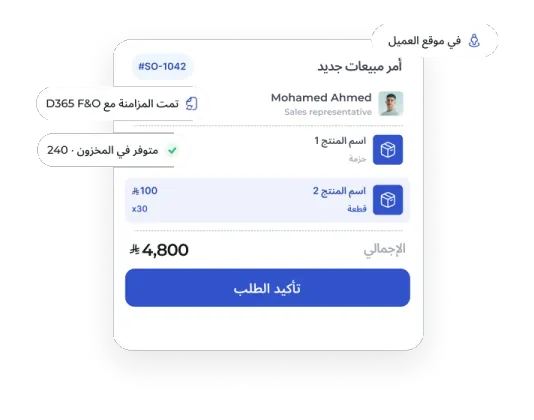 في موقع العميل
أمر مبيعات جديد
#SO-1042
Mohamed Ahmed
Sales representative
تمت المزامنة مع D365 F&O
اسم المنتج 1
حزمة
متوفر في المخزون · 240
اسم المنتج 2
قطعة
100
x30
الإجمالي
4,800
تأكيد الطلب